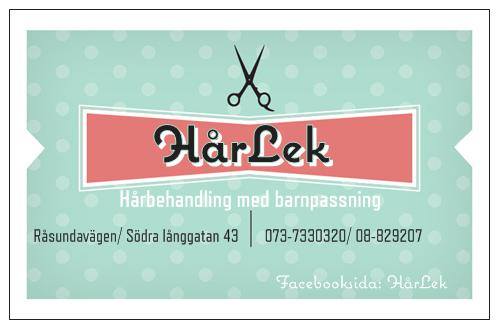 HårLek
Hårbehandling med barnpassning
Råsundavägen/ Södra långgatan 43 | 073-7330320/ 08-829207
Facebooksida: HårLek